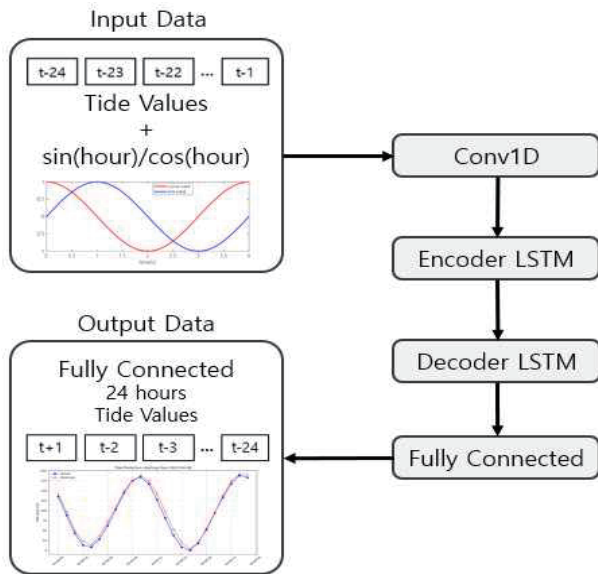 Input Data
t-24 t-23 t-22 ... t-1
Tide Values
+
sin(hour)/cos(hour)
Conv1D
Encoder LSTM
Decoder LSTM
Fully Connected
Output Data
Fully Connected
24 hours
Tide Values
t+1 t-2 t-3 ... t-24